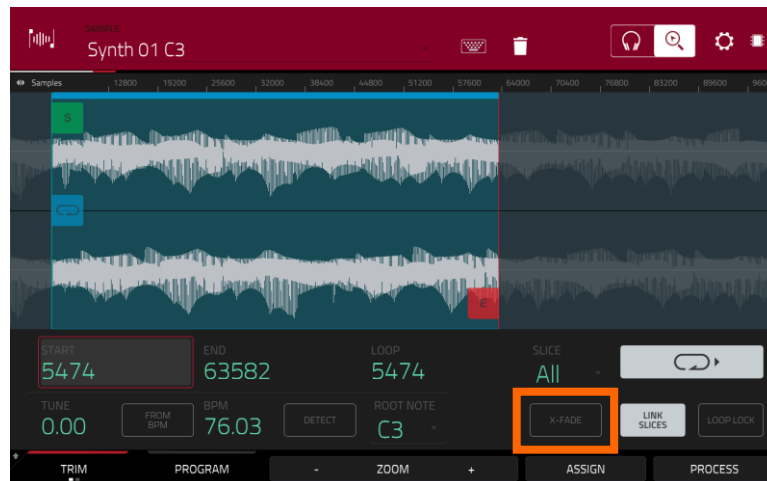 SAMPLE
Synth 01 C3
Samples 12800 19200 25600 32000 38400 44800 51200 57600 64000 70400 76800 83200 89600 960
S
E
START END LOOP SLICE
5474 63582 5474 All
TUNE FROM BPM BPM DETECT ROOT NOTE X-FADE LINK SLICES LOOP LOCK
0.00 76.03 C3
TRIM PROGRAM - ZOOM + ASSIGN PROCESS